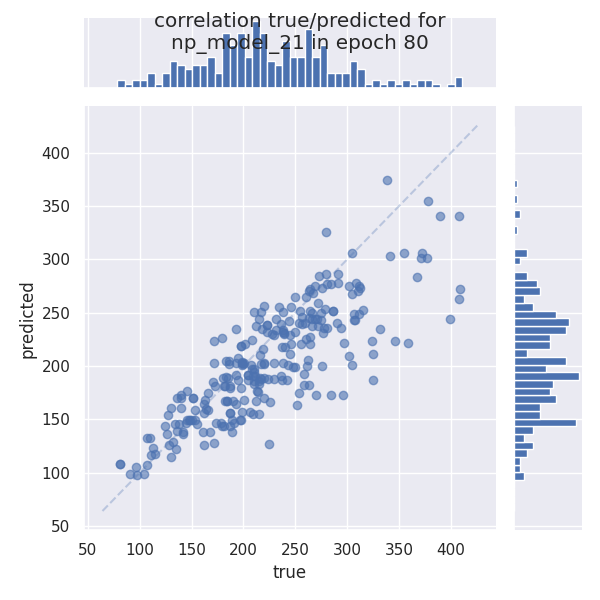 correlation true/predicted for
np_model_21 in epoch 80
400
350
300
250
200
150
100
50
predicted
50 100 150 200 250 300 350 400
true